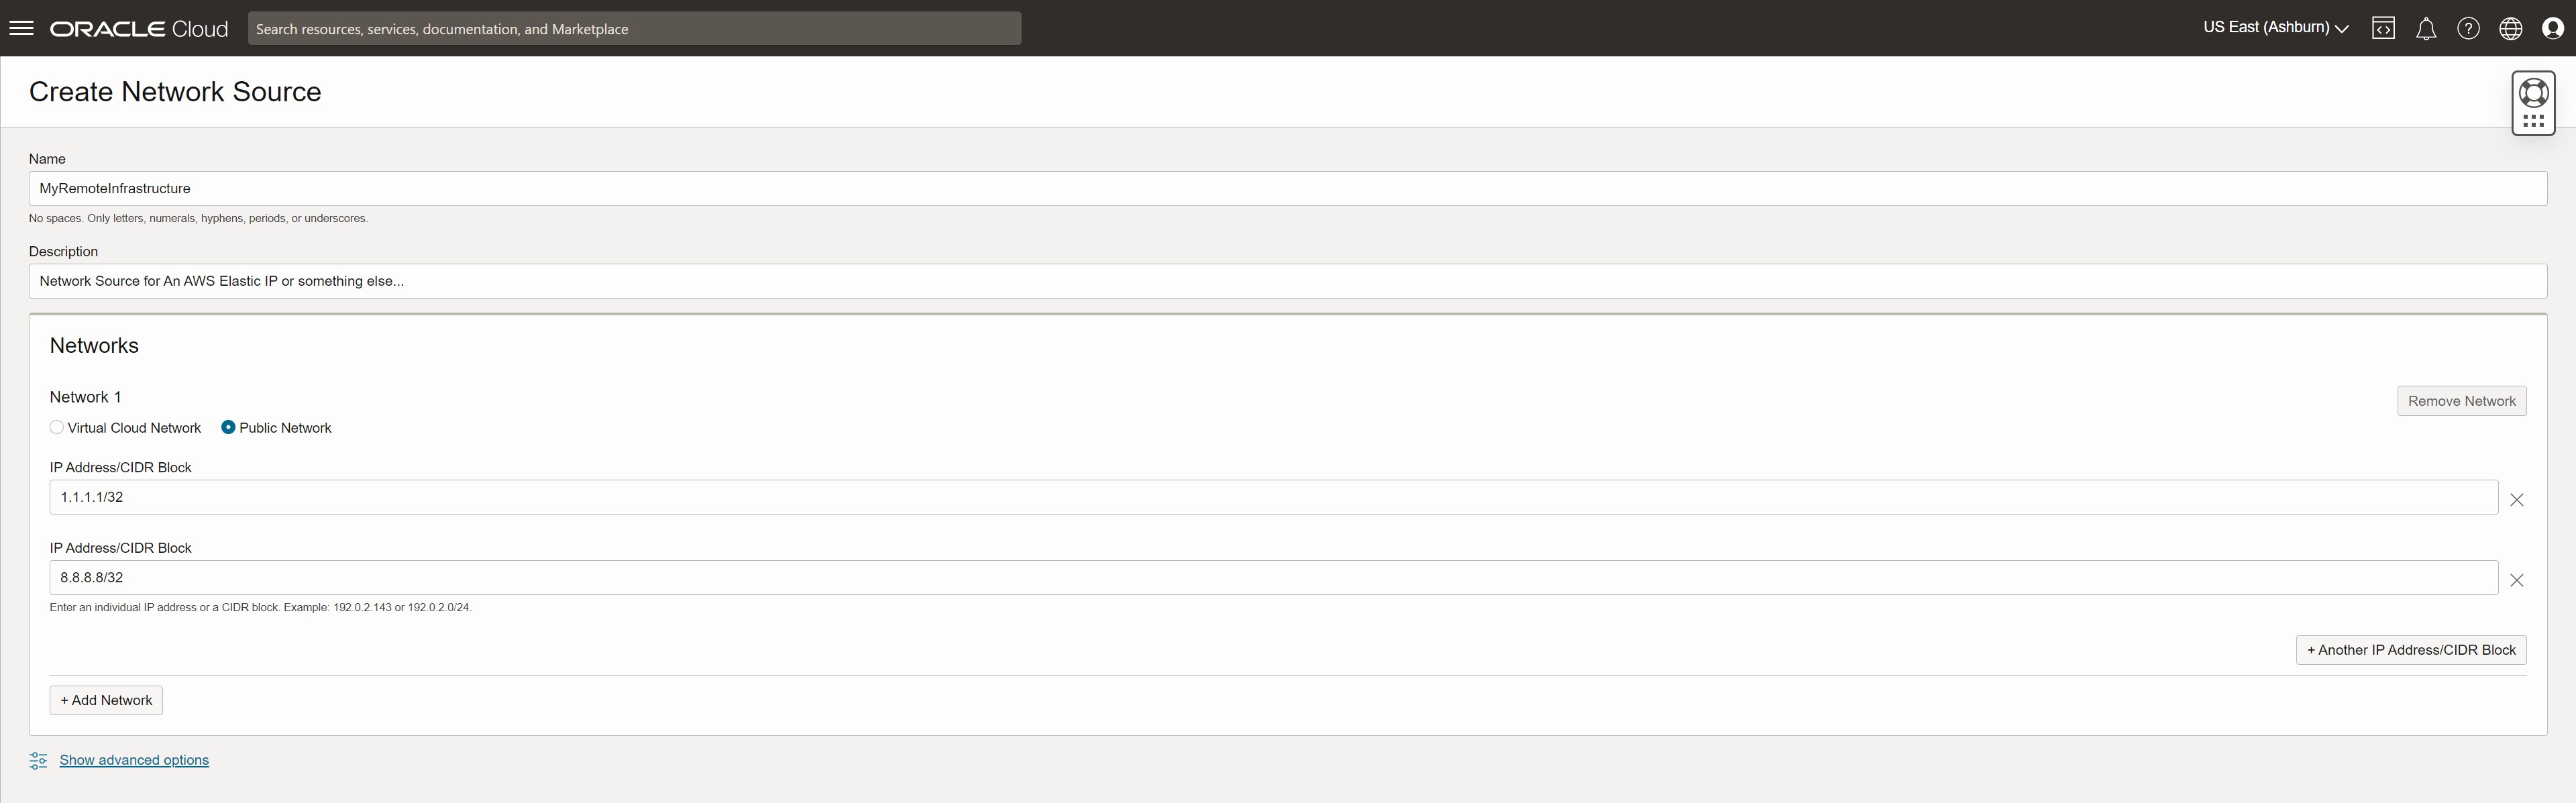 ORACLE Cloud
Search resources, services, documentation, and Marketplace
US East (Ashburn)
Create Network Source
Name
MyRemoteInfrastructure
No spaces. Only letters, numerals, hyphens, periods, or underscores.
Description
Network Source for An AWS Elastic IP or something else...
Networks
Network 1
Remove Network
Virtual Cloud Network
Public Network
IP Address/CIDR Block
1.1.1.1/32
IP Address/CIDR Block
8.8.8.8/32
Enter an individual IP address or a CIDR block. Example: 192.0.2.143 or 192.0.2.0/24.
+ Another IP Address/CIDR Block
+ Add Network
Show advanced options